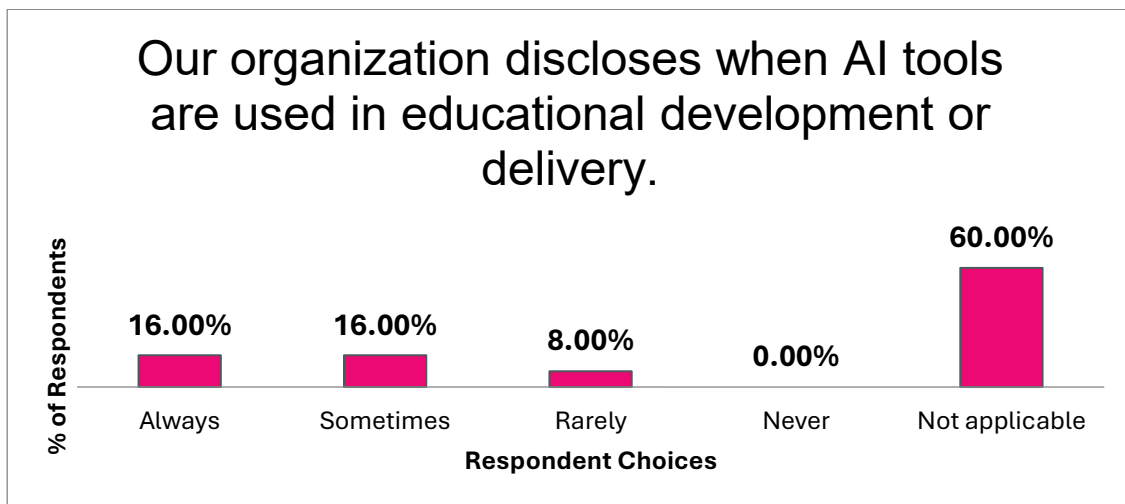 Our organization discloses when AI tools
are used in educational development or
delivery.
% of Respondents
16.00%
16.00%
8.00%
0.00%
60.00%
Always
Sometimes
Rarely
Never
Not applicable
Respondent Choices